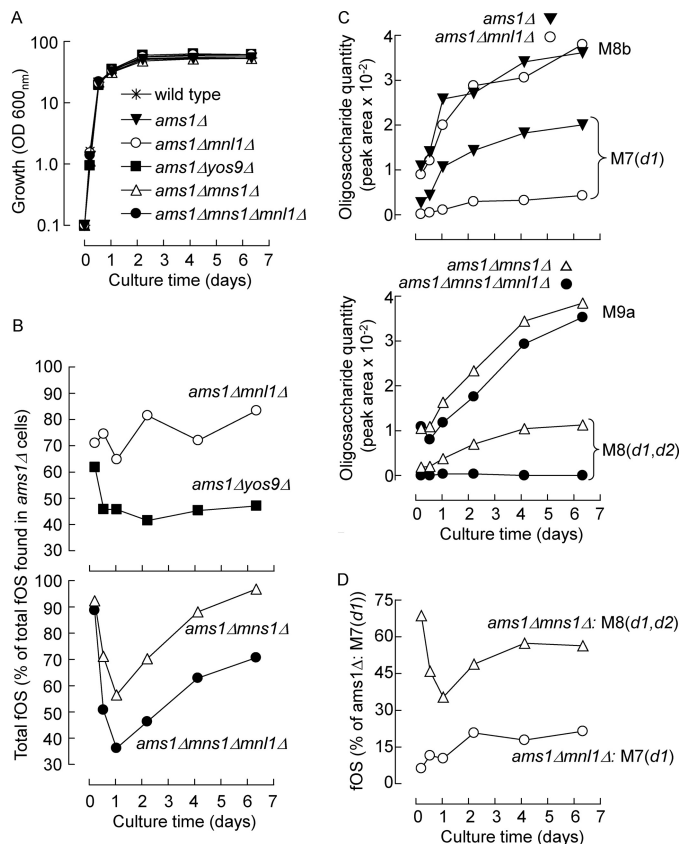 A
Growth (OD 600nm)
100
10
1.0
0.1
wild type
ams1Δ
ams1Δmnl1Δ
ams1Δyos9Δ
ams1Δmns1Δ
ams1Δmns1Δmnl1Δ
0 1 2 3 4 5 6 7
Culture time (days)
B
Total fOS (% of total fOS found in ams1Δ cells)
100
90
80
70
60
50
40
30
ams1Δmnl1Δ
ams1Δyos9Δ
100
90
80
70
60
50
40
30
ams1Δmns1Δ
ams1Δmns1Δmnl1Δ
0 1 2 3 4 5 6 7
Culture time (days)
C
ams1Δ
ams1Δmnl1Δ
Oligosaccharide quantity
(peak area x 10-2)
4
3
2
1
0
M8b
M7(d1)
ams1Δmns1Δ
ams1Δmns1Δmnl1Δ
Oligosaccharide quantity
(peak area x 10-2)
4
3
2
1
0
M9a
M8(d1,d2)
0 1 2 3 4 5 6 7
Culture time (days)
D
fOS (% of ams1Δ: M7(d1))
75
60
45
30
15
0
ams1Δmns1Δ: M8(d1,d2)
ams1Δmnl1Δ: M7(d1)
0 1 2 3 4 5 6 7
Culture time (days)